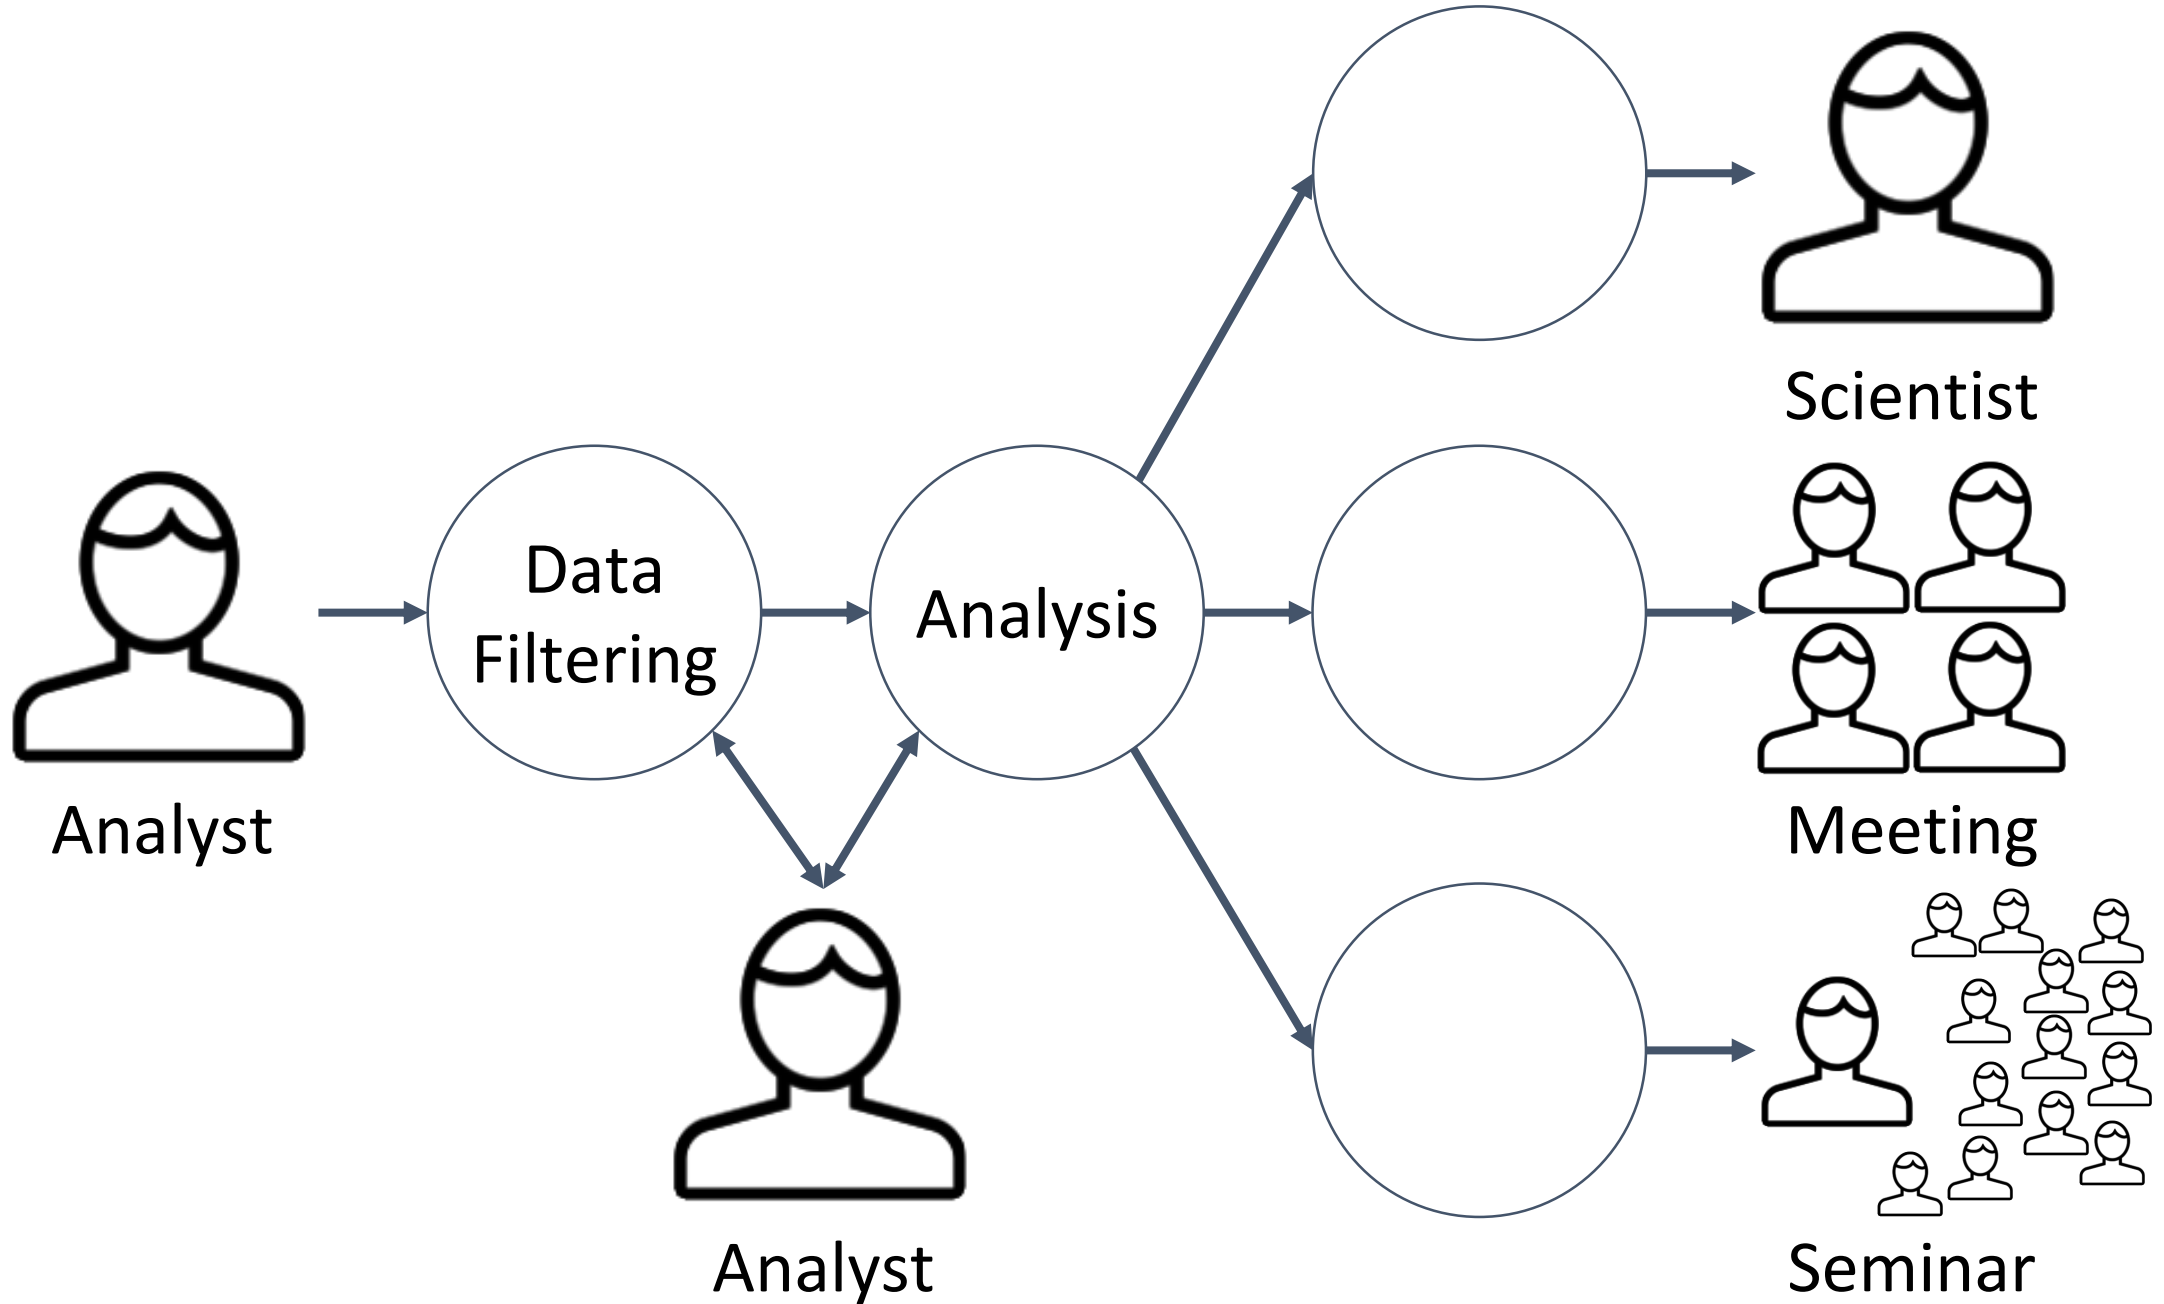 Scientist
Data
Filtering
Analysis
Analyst
Meeting
Analyst
Seminar